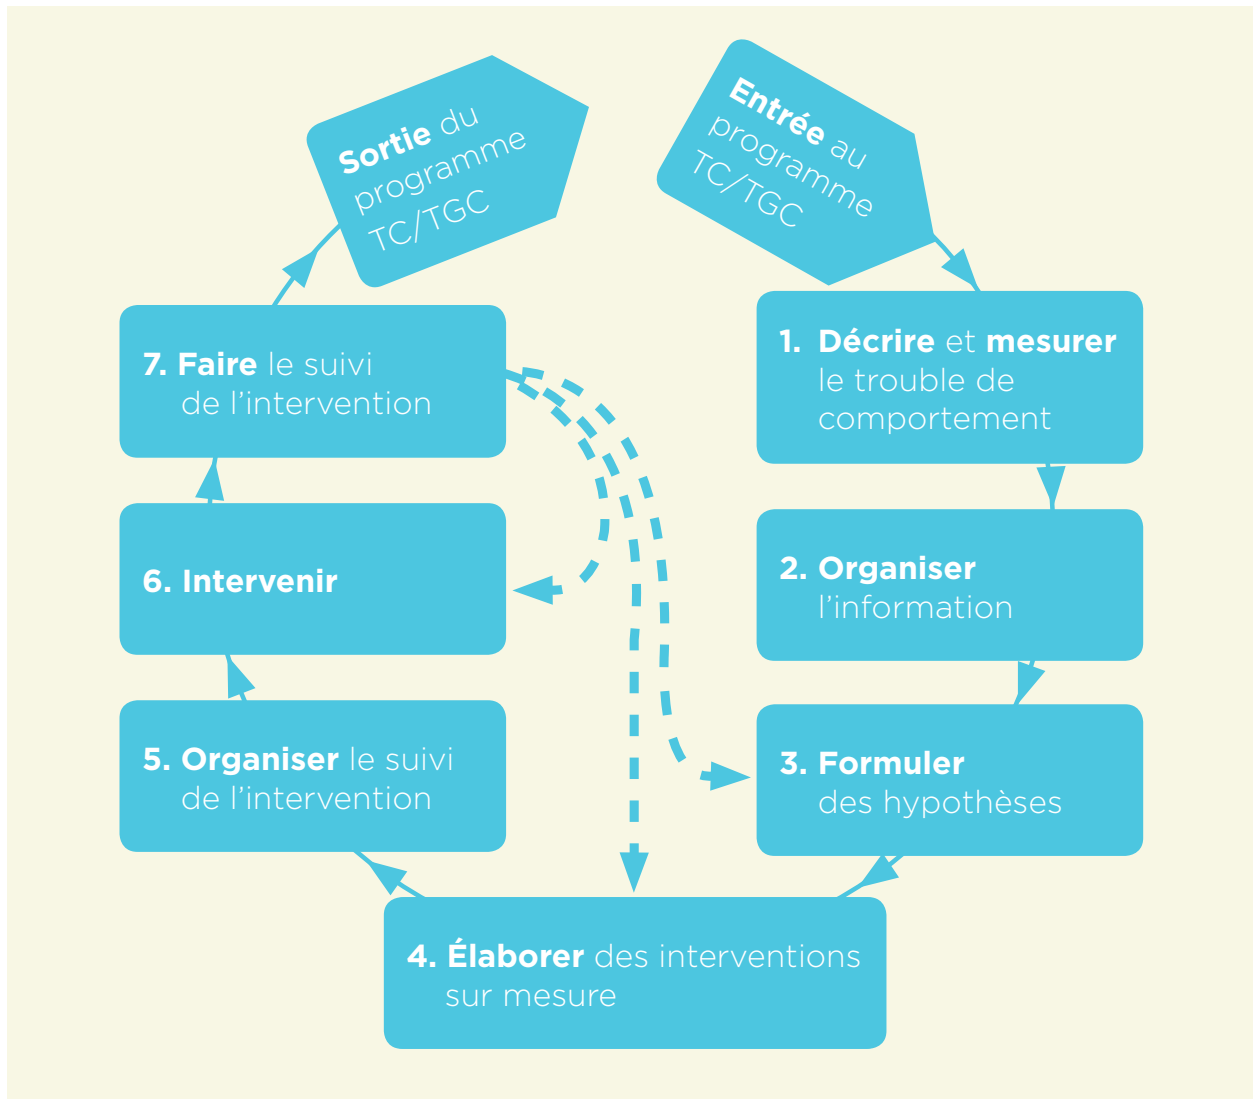 Entrée au
programme
TC/TGC
1. Décrire et mesurer
le trouble de
comportement
2. Organiser
l'information
3. Formuler
des hypothèses
4. Élaborer des interventions
sur mesure
5. Organiser le suivi
de l'intervention
6. Intervenir
7. Faire le suivi
de l'intervention
Sortie du
programme
TC/TGC